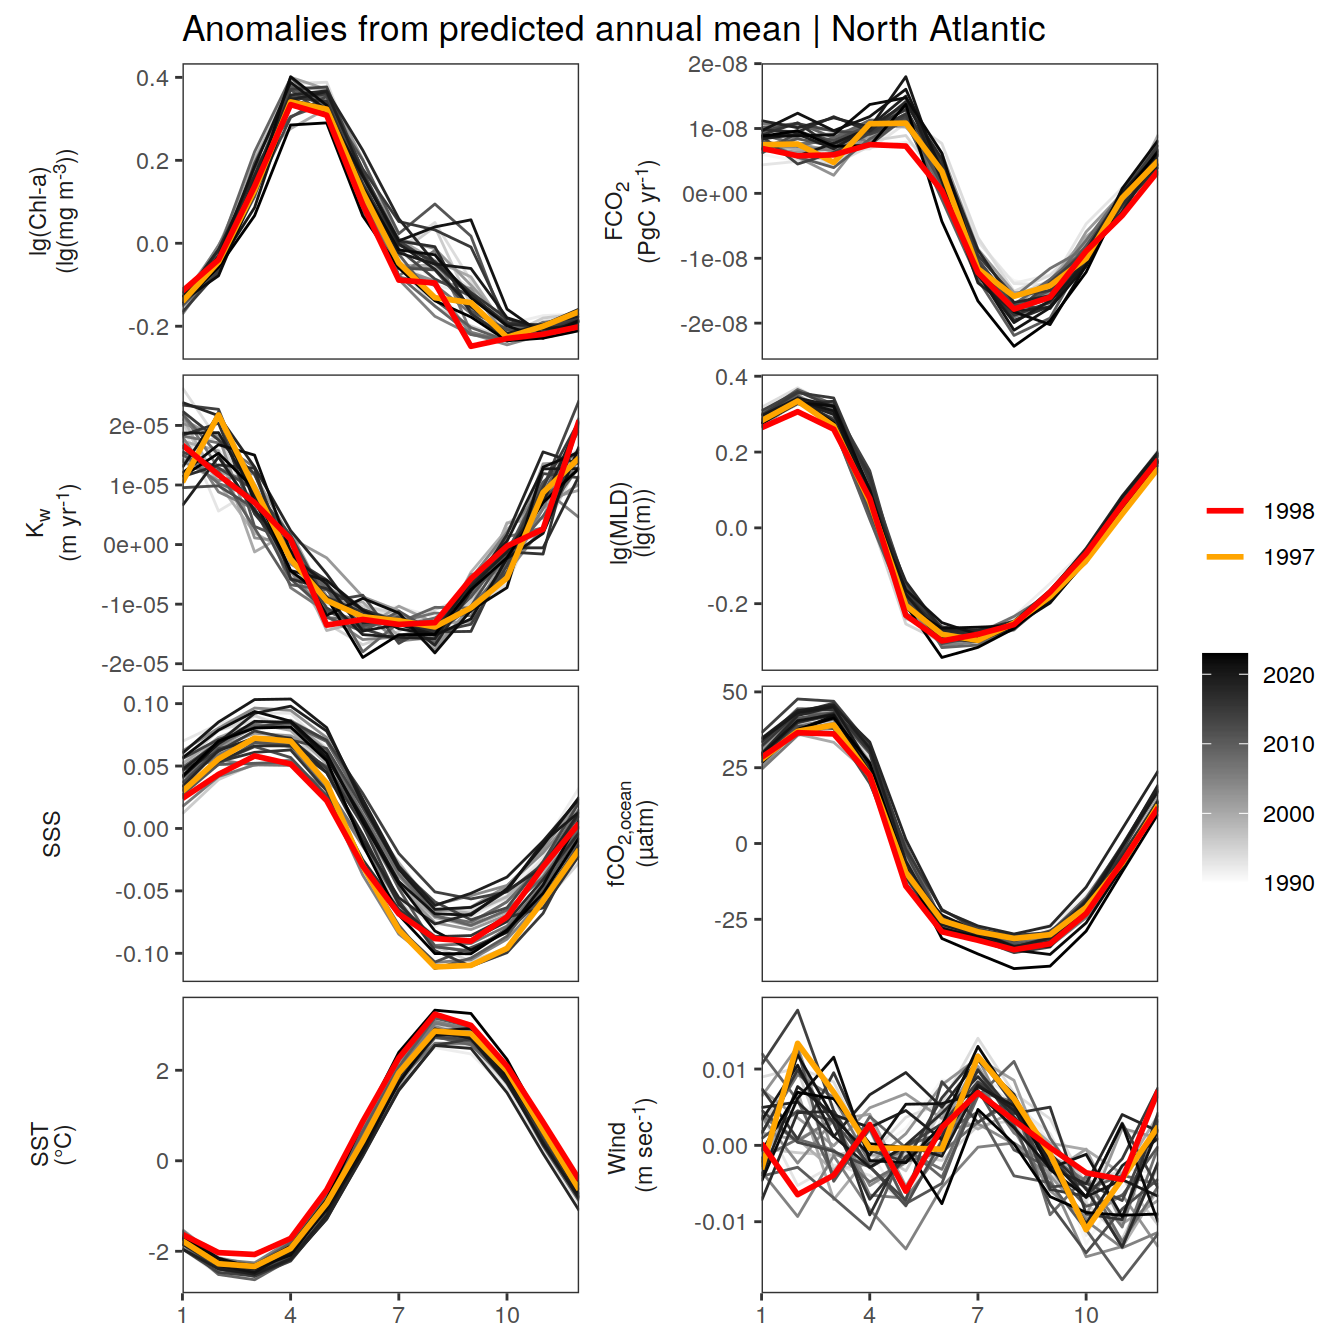 Anomalies from predicted annual mean | North Atlantic
lg(Chl-a)
(lg(mg m⁻³))
0.4
0.2
0.0
-0.2
FCO₂
(PgC yr⁻¹)
2e-08
1e-08
0e+00
-1e-08
-2e-08
K_w
(m yr⁻¹)
2e-05
1e-05
0e+00
-1e-05
-2e-05
lg(MLD)
(lg(m))
0.4
0.2
0.0
-0.2
SSS
0.10
0.05
0.00
-0.05
-0.10
fCO₂,ocean
(µatm)
50
25
0
-25
SST
(°C)
2
0
-2
1 4 7 10
Wind
(m sec⁻¹)
0.01
0.00
-0.01
1 4 7 10
1998
1997
2020
2010
2000
1990